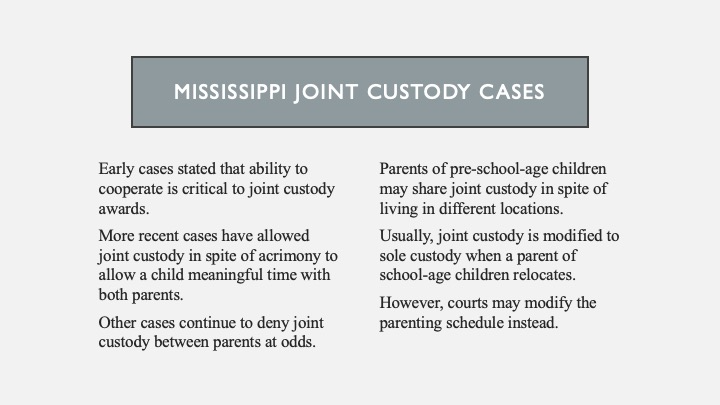 MISSISSIPPI JOINT CUSTODY CASES
Early cases stated that ability to
cooperate is critical to joint custody
awards.
More recent cases have allowed
joint custody in spite of acrimony to
allow a child meaningful time with
both parents.
Other cases continue to deny joint
custody between parents at odds.
Parents of pre-school-age children
may share joint custody in spite of
living in different locations.
Usually, joint custody is modified to
sole custody when a parent of
school-age children relocates.
However, courts may modify the
parenting schedule instead.